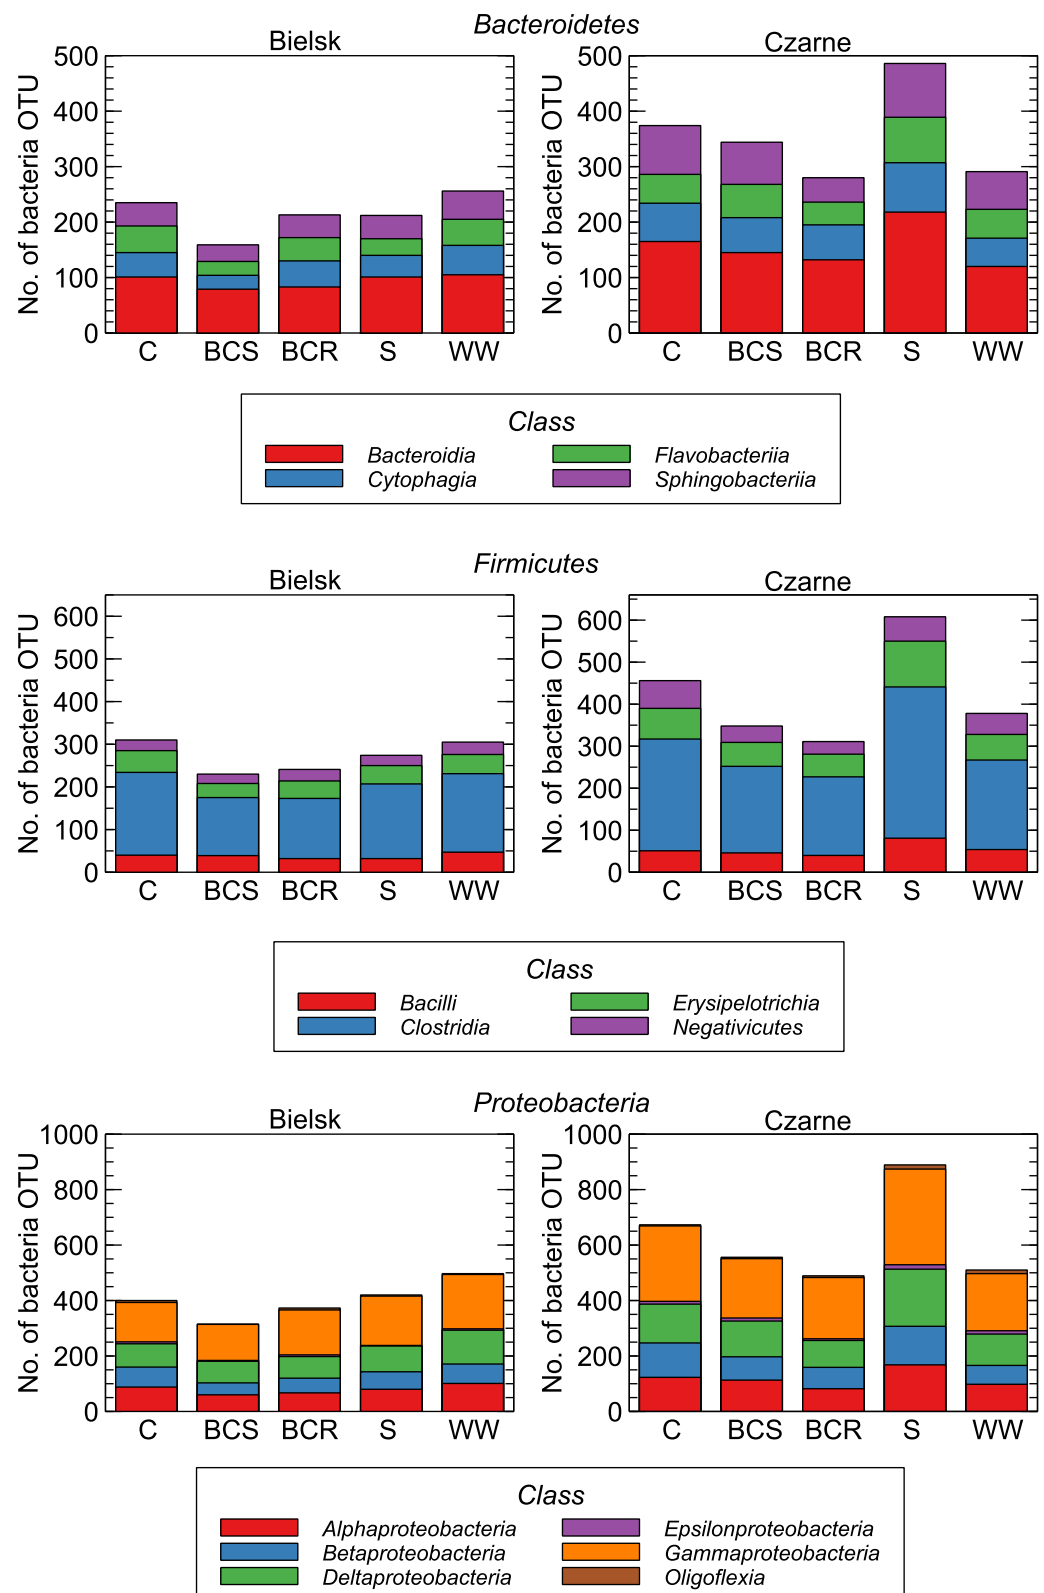 Bacteroidetes
Bielsk
Czarne
No. of bacteria OTU
500
400
300
200
100
0
C BCS BCR S WW
No. of bacteria OTU
500
400
300
200
100
0
C BCS BCR S WW
Class
Bacteroidia Flavobacteriia
Cytophagia Sphingobacteriia
Firmicutes
Bielsk
Czarne
No. of bacteria OTU
600
500
400
300
200
100
0
C BCS BCR S WW
No. of bacteria OTU
600
500
400
300
200
100
0
C BCS BCR S WW
Class
Bacilli Erysipelotrichia
Clostridia Negativicutes
Proteobacteria
Bielsk
Czarne
No. of bacteria OTU
1000
800
600
400
200
0
C BCS BCR S WW
No. of bacteria OTU
1000
800
600
400
200
0
C BCS BCR S WW
Class
Alphaproteobacteria Epsilonproteobacteria
Betaproteobacteria Gammaproteobacteria
Deltaproteobacteria Oligoflexia